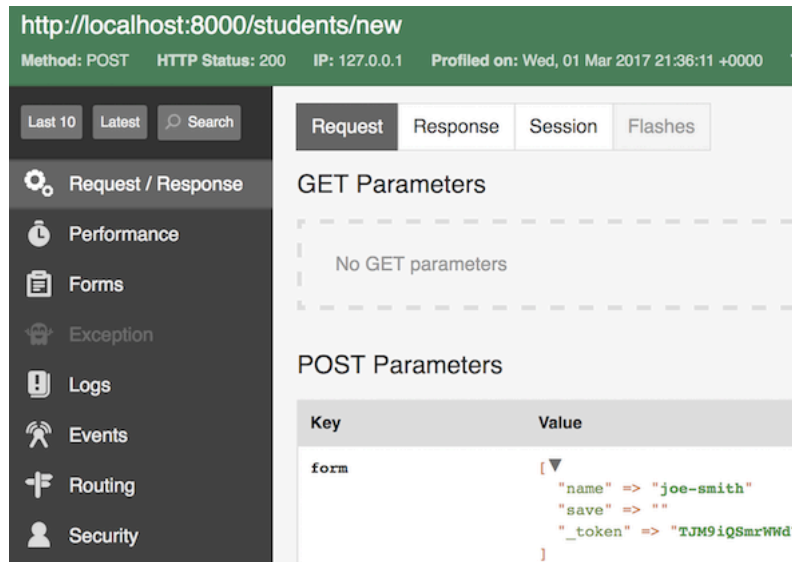 http://localhost:8000/students/new
Method: POST HTTP Status: 200 IP: 127.0.0.1 Profiled on: Wed, 01 Mar 2017 21:36:11 +0000
Last 10 Latest Search
Request Response Session Flashes
Request / Response
Performance
Forms
Exception
Logs
Events
Routing
Security
GET Parameters
No GET parameters
POST Parameters
Key Value
form [▼
"name" => "joe-smith"
"save" => ""
"_token" => "TJM9iQSmrWWd
]